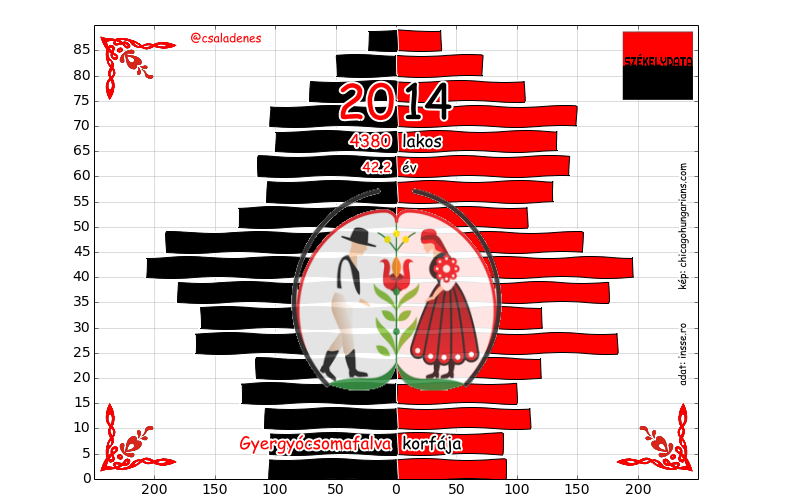 @csaladenes
SZÉKELYDATA
2014
4380 lakos
42.2 év
kép: chicagohungarians.com
adat: insse.ro
Gyergyócsomafalva korfája
85
80
75
70
65
60
55
50
45
40
35
30
25
20
15
10
5
0
200 150 100 50 0 50 100 150 200